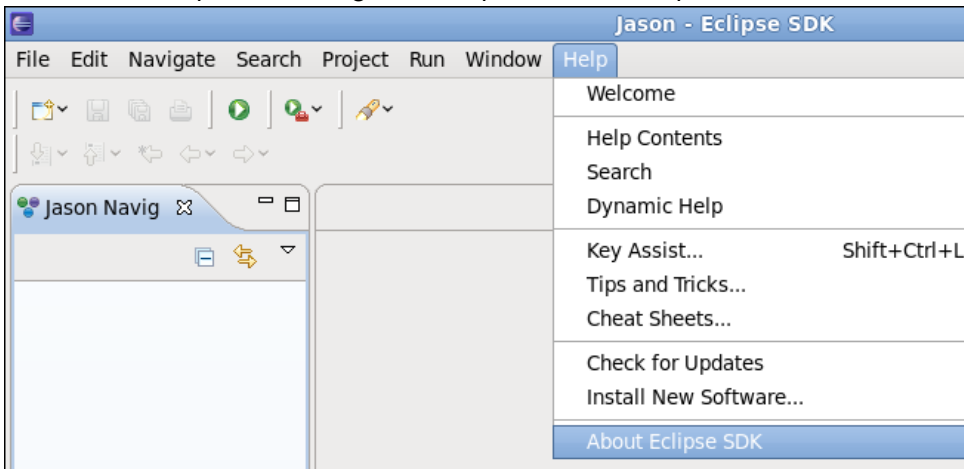 Jason - Eclipse SDK
File Edit Navigate Search Project Run Window Help
Welcome
Help Contents
Search
Dynamic Help
Jason Navig
Key Assist... Shift+Ctrl+L
Tips and Tricks...
Cheat Sheets...
Check for Updates
Install New Software...
About Eclipse SDK